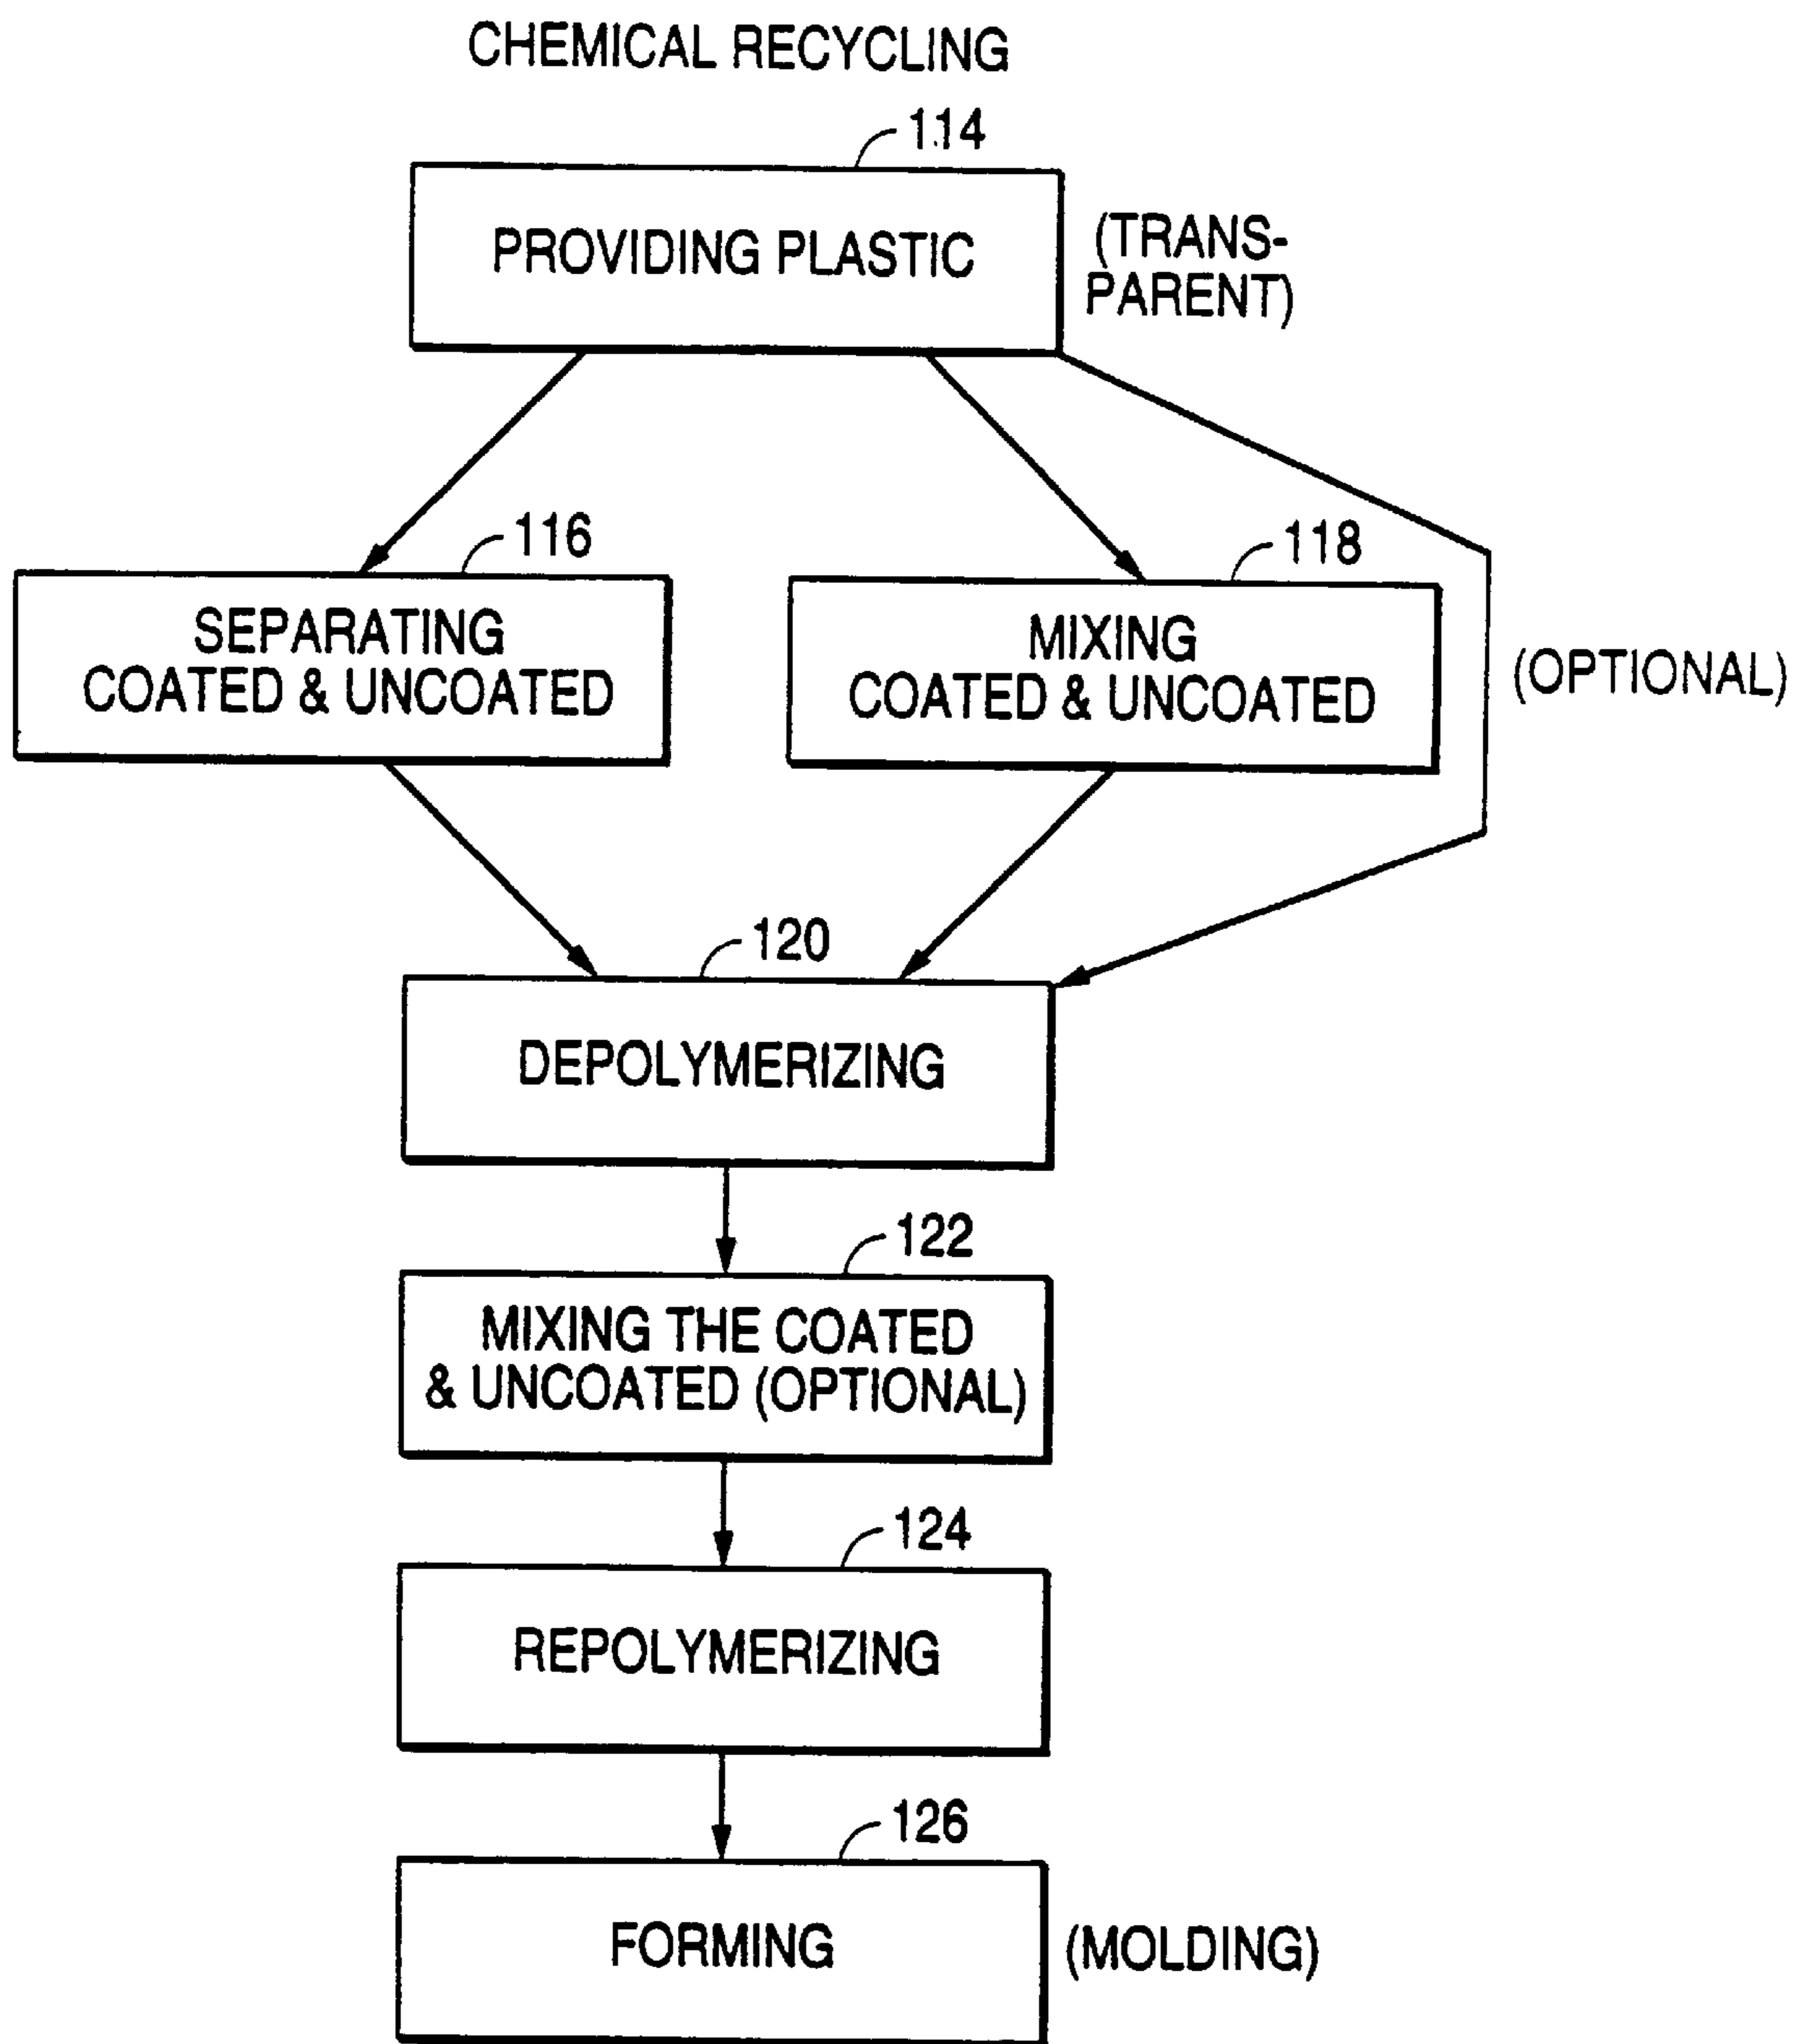 CHEMICAL RECYCLING
114
PROVIDING PLASTIC
(TRANS-
PARENT)
116
SEPARATING
COATED & UNCOATED
118
MIXING
COATED & UNCOATED
(OPTIONAL)
120
DEPOLYMERIZING
122
MIXING THE COATED
& UNCOATED (OPTIONAL)
124
REPOLYMERIZING
126
FORMING
(MOLDING)